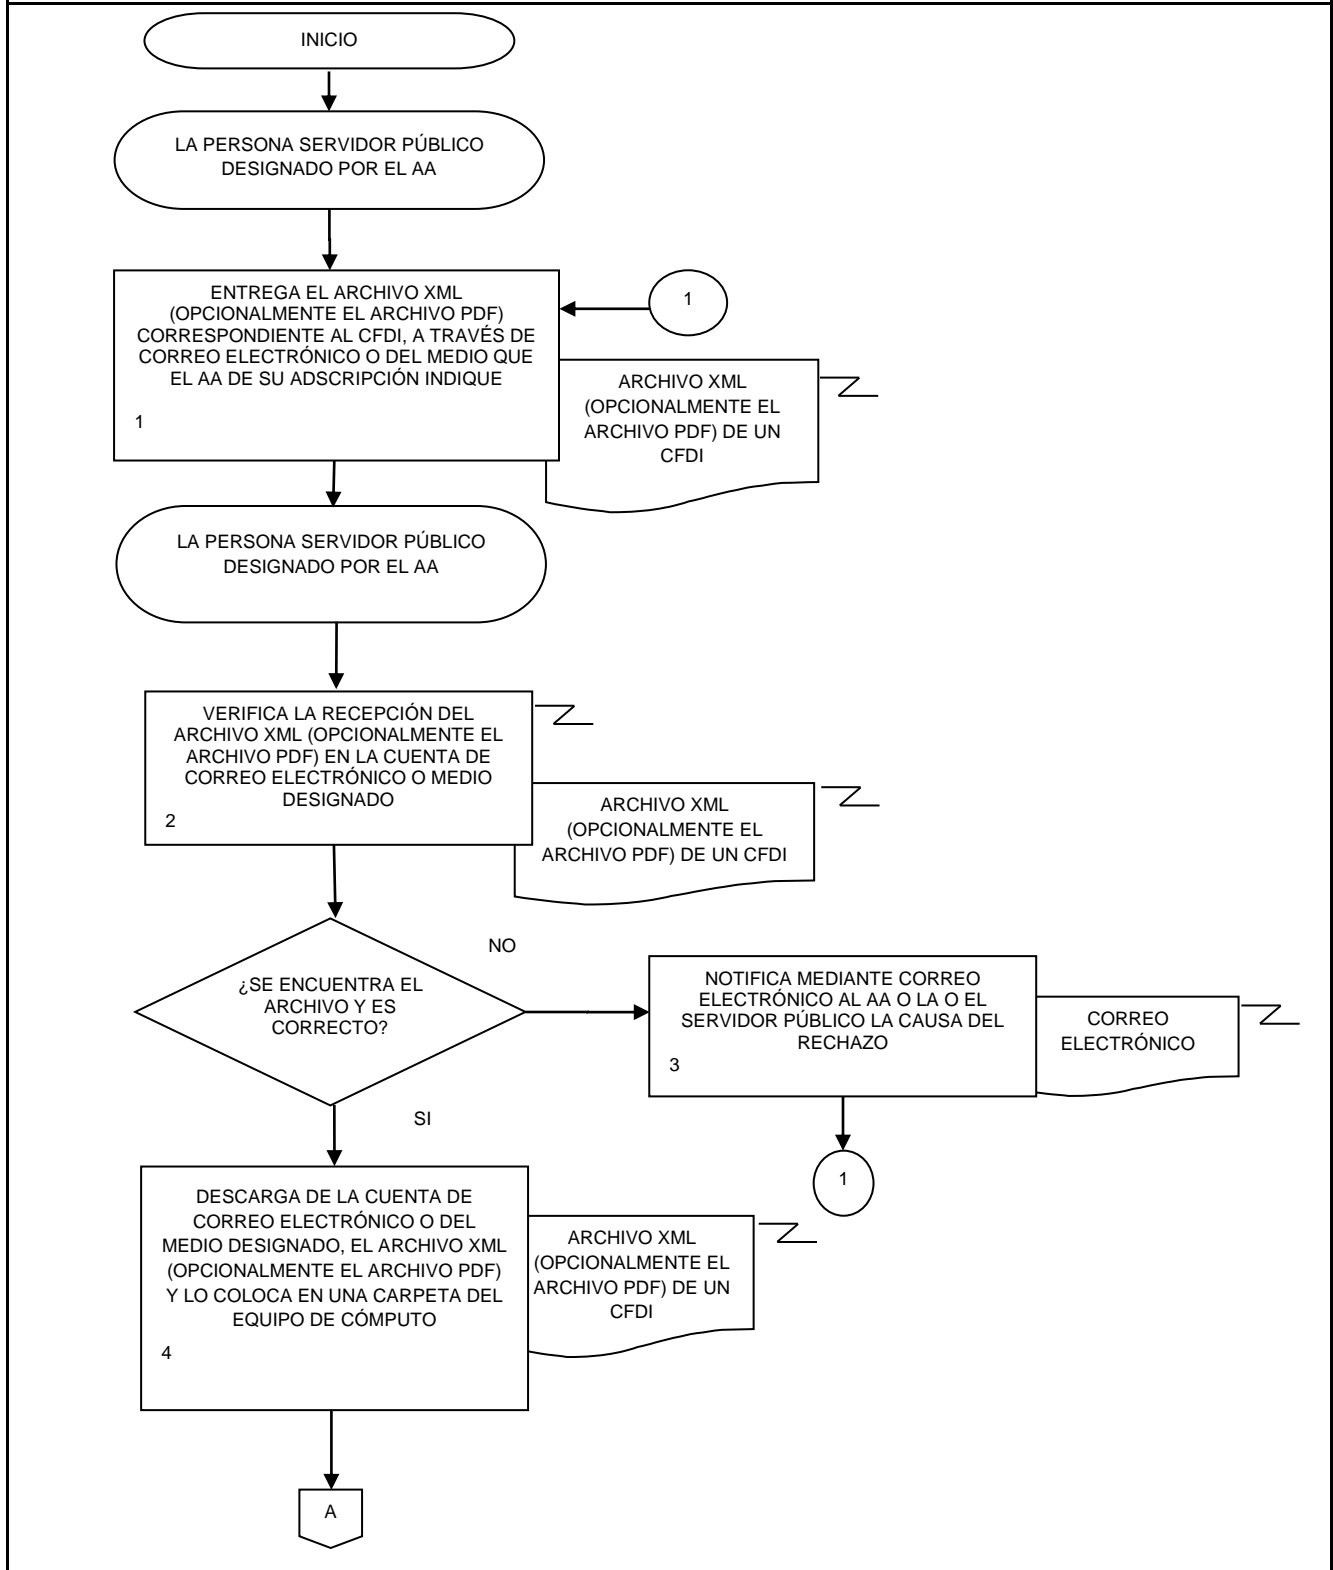 INICIO
LA PERSONA SERVIDOR PÚBLICO
DESIGNADO POR EL AA
ENTREGA EL ARCHIVO XML
(OPCIONALMENTE EL ARCHIVO PDF)
CORRESPONDIENTE AL CFDI, A TRAVÉS DE
CORREO ELECTRÓNICO O DEL MEDIO QUE
EL AA DE SU ADSCRIPCIÓN INDIQUE
1
1
ARCHIVO XML
(OPCIONALMENTE EL
ARCHIVO PDF) DE UN
CFDI
LA PERSONA SERVIDOR PÚBLICO
DESIGNADO POR EL AA
VERIFICA LA RECEPCIÓN DEL
ARCHIVO XML (OPCIONALMENTE EL
ARCHIVO PDF) EN LA CUENTA DE
CORREO ELECTRÓNICO O MEDIO
DESIGNADO
2
ARCHIVO XML
(OPCIONALMENTE EL
ARCHIVO PDF) DE UN CFDI
¿SE ENCUENTRA EL
ARCHIVO Y ES
CORRECTO?
NO
NOTIFICA MEDIANTE CORREO
ELECTRÓNICO AL AA O LA O EL
SERVIDOR PÚBLICO LA CAUSA DEL
RECHAZO
3
CORREO
ELECTRÓNICO
1
SI
DESCARGA DE LA CUENTA DE
CORREO ELECTRÓNICO O DEL
MEDIO DESIGNADO, EL ARCHIVO XML
(OPCIONALMENTE EL ARCHIVO PDF)
Y LO COLOCA EN UNA CARPETA DEL
EQUIPO DE CÓMPUTO
4
ARCHIVO XML
(OPCIONALMENTE EL
ARCHIVO PDF) DE UN
CFDI
A